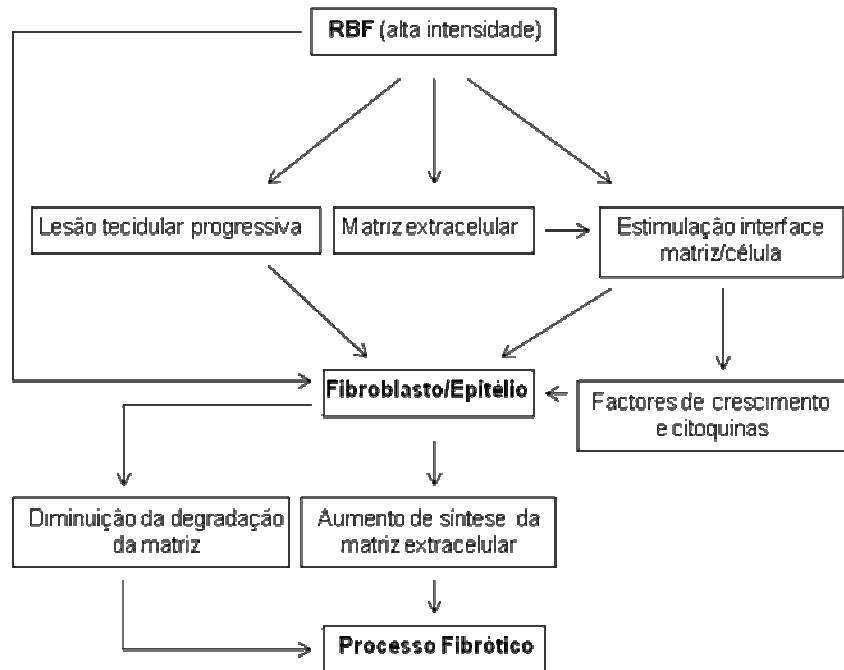 RBF (alta intensidade)
Lesão tecidular progressiva
Matriz extracelular
Estimulação interface
matriz/célula
Fibroblasto/Epitélio
Factores de crescimento
e citoquinas
Diminuição da degradação
da matriz
Aumento de síntese da
matriz extracelular
Processo Fibrótico